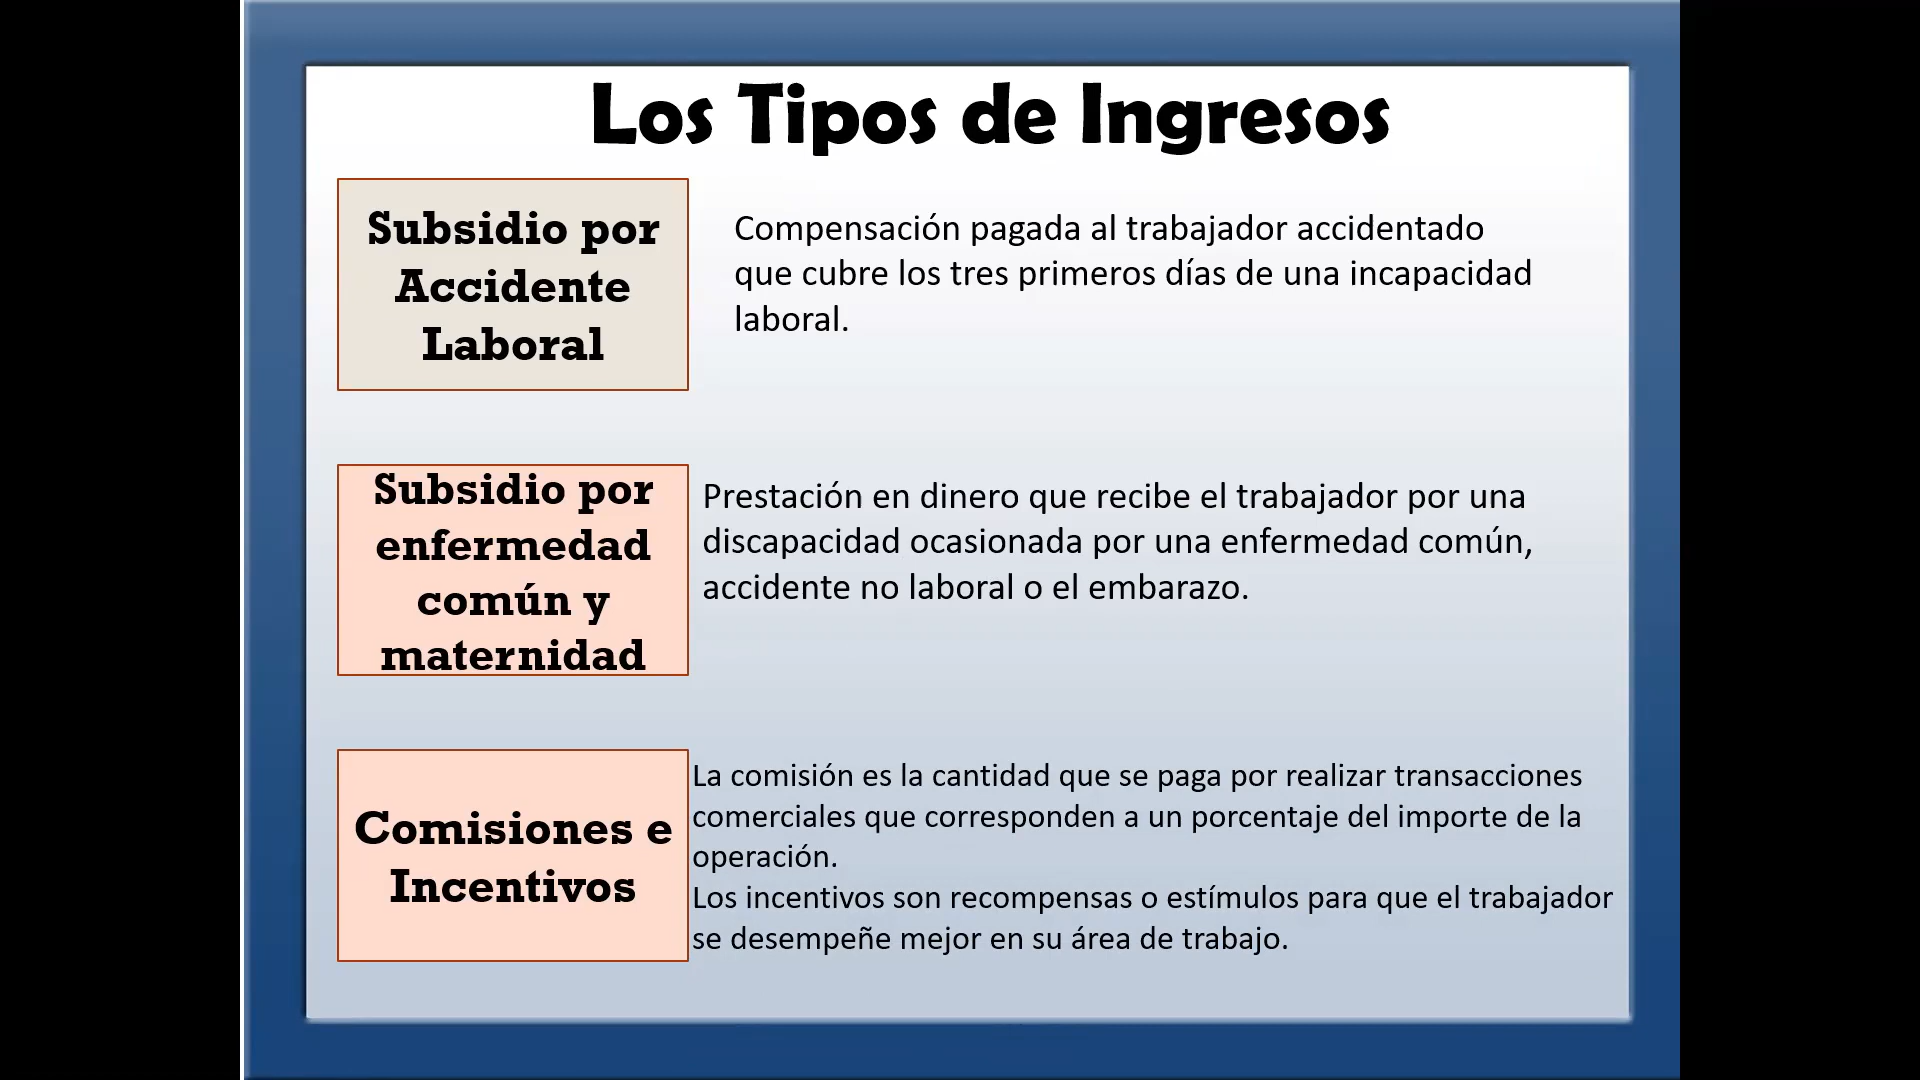 Los Tipos de Ingresos
Subsidio por
Accidente
Laboral
Compensación pagada al trabajador accidentado
que cubre los tres primeros días de una incapacidad
laboral.
Subsidio por
enfermedad
común y
maternidad
Prestación en dinero que recibe el trabajador por una
discapacidad ocasionada por una enfermedad común,
accidente no laboral o el embarazo.
Comisiones e
Incentivos
La comisión es la cantidad que se paga por realizar transacciones
comerciales que corresponden a un porcentaje del importe de la
operación.
Los incentivos son recompensas o estímulos para que el trabajador
se desempeñe mejor en su área de trabajo.